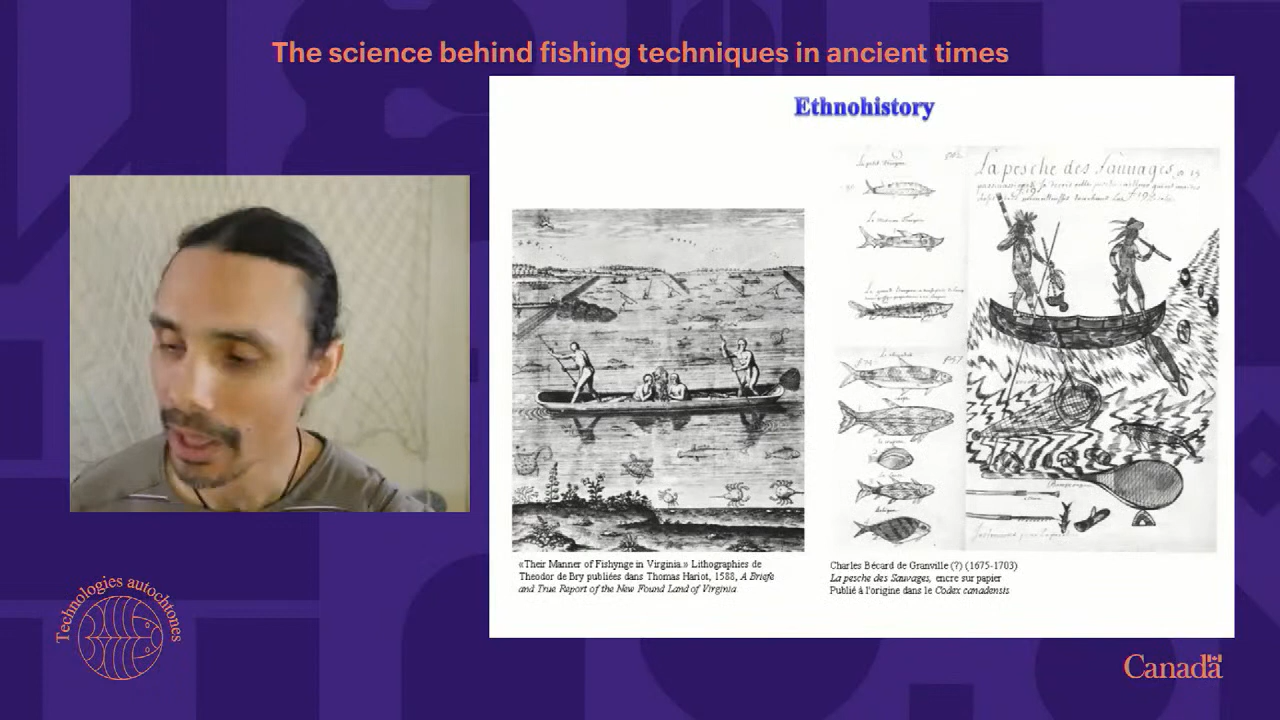 The science behind fishing techniques in ancient times
Ethnohistory
La pesche des Sauvages
«Their Manner of Fishynge in Virginia.» Lithographies de
Theodor de Bry publiées dans Thomas Hariot, 1588, A Briefe
and True Report of the New Found Land of Virginia
Charles Bécard de Granville (?) (1675-1703)
La pesche des Sauvages, encre sur papier
Publié à l'origine dans le Codex canadensis
Technologies autochtones
Canada